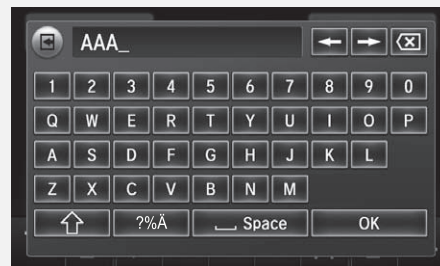 AAA_
1 2 3 4 5 6 7 8 9 0
Q W E R T Y U I O P
A S D F G H J K L
Z X C V B N M
?%Ä Space OK